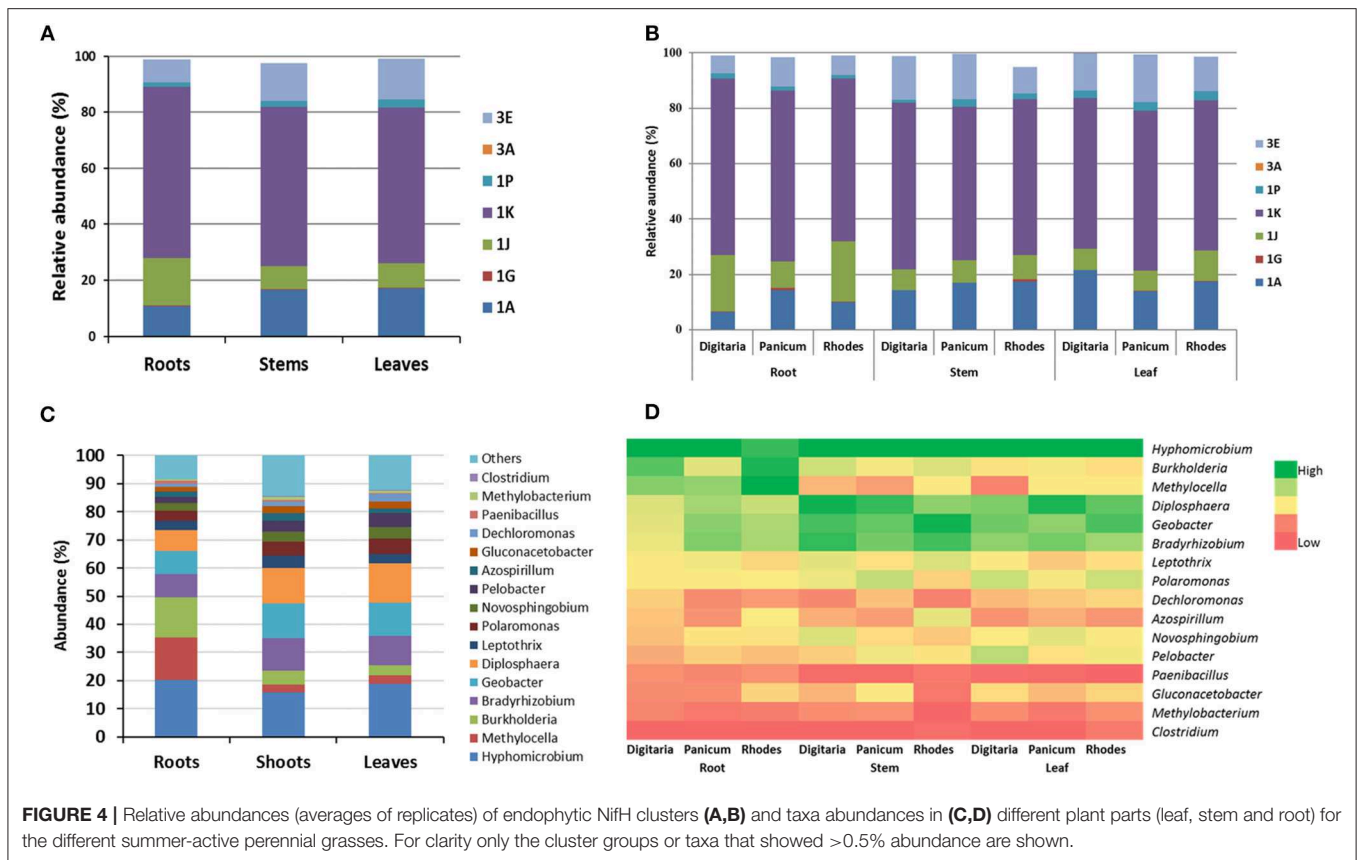 A
Relative abundance (%)
100
80
60
40
20
0
Roots Stems Leaves
3E
3A
1P
1K
1J
1G
1A
B
Relative aundance (%)
100
80
60
40
20
0
Digitaria Panicum Rhodes Digitaria Panicum Rhodes Digitaria Panicum Rhodes
Root Stem Leaf
3E
3A
1P
1K
1J
1G
1A
C
Abundance (%)
100
90
80
70
60
50
40
30
20
10
0
Roots Shoots Leaves
Others
Clostridium
Methylobacterium
Paenibacillus
Dechloromonas
Gluconacetobacter
Azospirillum
Pelobacter
Novosphingobium
Polaromonas
Leptothrix
Diplosphaera
Geobacter
Bradyrhizobium
Burkholderia
Methylocella
Hyphomicrobium
D
Hyphomicrobium
Burkholderia
Methylocella
Diplosphaera
Geobacter
Bradyrhizobium
Leptothrix
Polaromonas
Dechloromonas
Azospirillum
Novosphingobium
Pelobacter
Paenibacillus
Gluconacetobacter
Methylobacterium
Clostridium
High
Low
Digitaria Panicum Rhodes Digitaria Panicum Rhodes Digitaria Panicum Rhodes
Root Stem Leaf
FIGURE 4 | Relative abundances (averages of replicates) of endophytic NifH clusters (A,B) and taxa abundances in (C,D) different plant parts (leaf, stem and root) for
the different summer-active perennial grasses. For clarity only the cluster groups or taxa that showed >0.5% abundance are shown.